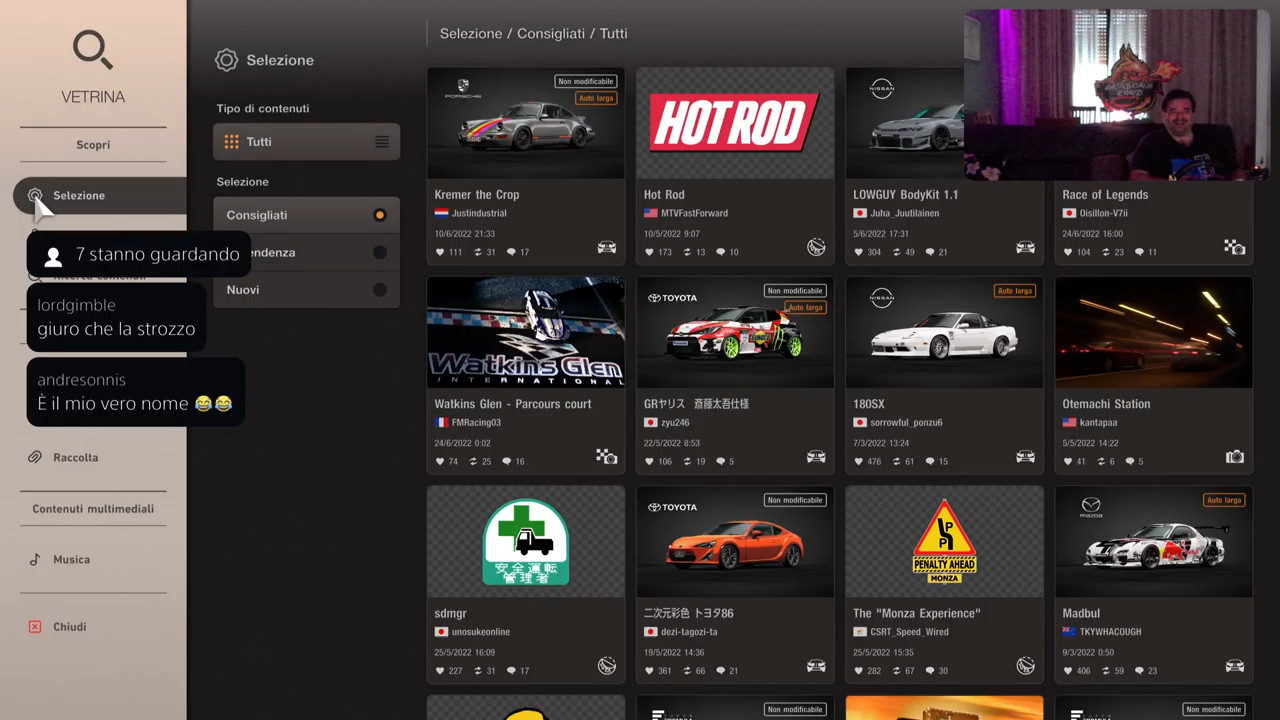 VETRINA
Scopri
Selezione
7 stanno guardando
lordgimble
giuro che la strozzo
andresonnis
È il mio vero nome 😂😂
Raccolta
Contenuti multimediali
Musica
Chiudi
Selezione
Tipo di contenuti
Tutti
Selezione
Consigliati
Nuovi
Selezione / Consigliati / Tutti
PORSCHE
Non modificabile
Auto larga
Kremer the Crop
Justindustrial
10/6/2022 21:33
111 31 17
HOT ROD
Hot Rod
MTVFastForward
10/5/2022 9:07
173 13 10
NISSAN
LOWGUY BodyKit 1.1
Juha_Juutilainen
5/6/2022 17:31
304 49 21
Race of Legends
Oisillon-V7ii
24/6/2022 16:00
104 23 11
Watkins Glen
INTERNATIONAL
Watkins Glen - Parcours court
FMRacing03
24/6/2022 0:02
74 25 16
TOYOTA
Non modificabile
Auto larga
GRヤリス 斎藤太吾仕様
zyu246
22/5/2022 8:53
106 19 5
NISSAN
Auto larga
180SX
sorrowful_ponzu6
7/3/2022 13:24
476 61 15
Otemachi Station
kantapaa
5/5/2022 14:22
41 6 5
安全運転
管理者
sdmgr
unosukeonline
25/5/2022 16:09
227 31 17
TOYOTA
Non modificabile
二次元彩色 トヨタ86
dezi-tagozi-ta
19/5/2022 14:36
361 66 21
P
P
PENALTY AHEAD
MONZA
The "Monza Experience"
CSRT_Speed_Wired
25/5/2022 15:35
282 67 30
mazda
Auto larga
Madbul
TKYWHACOUGH
9/3/2022 0:50
406 59 23
Non modificabile
Non modificabile